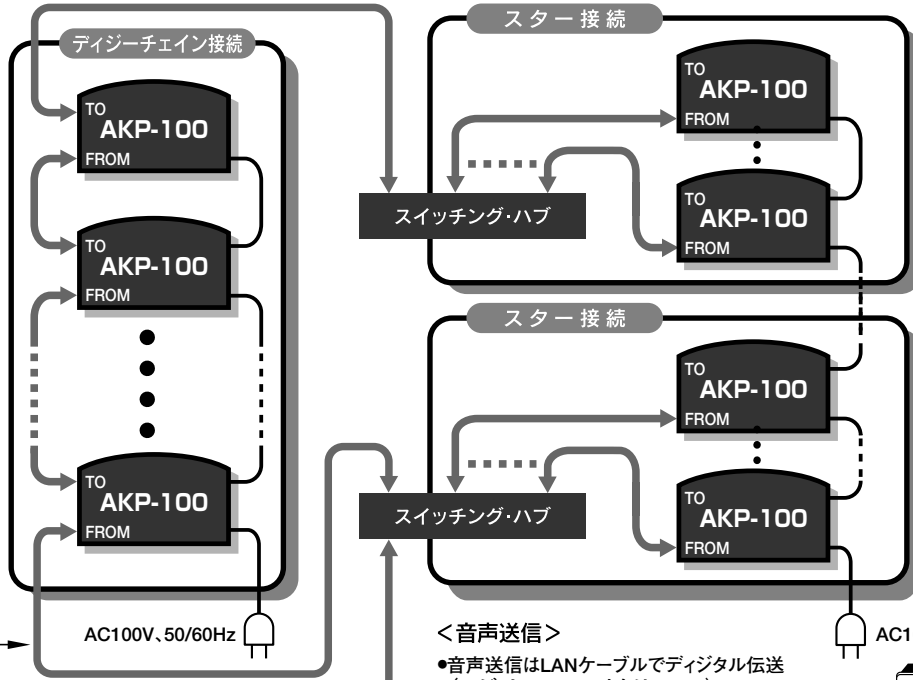 ディジーチェイン接続
TO
AKP-100
FROM
TO
AKP-100
FROM
TO
AKP-100
FROM
AC100V、50/60Hz
スター接続
TO
AKP-100
FROM
TO
AKP-100
FROM
スイッチング・ハブ
スター接続
TO
AKP-100
FROM
TO
AKP-100
FROM
スイッチング・ハブ
AC1
＜音声送信＞
●音声送信はLANケーブルでディジタル伝送